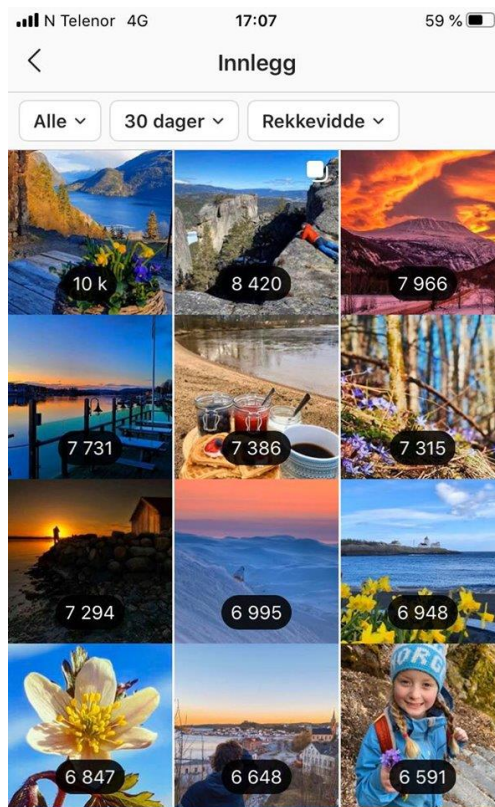 N Telenor 4G 17:07 59 %
Innlegg
Alle 30 dager Rekkevidde
10 k 8 420 7 966
7 731 7 386 7 315
7 294 6 995 6 948
6 847 6 648 6 591